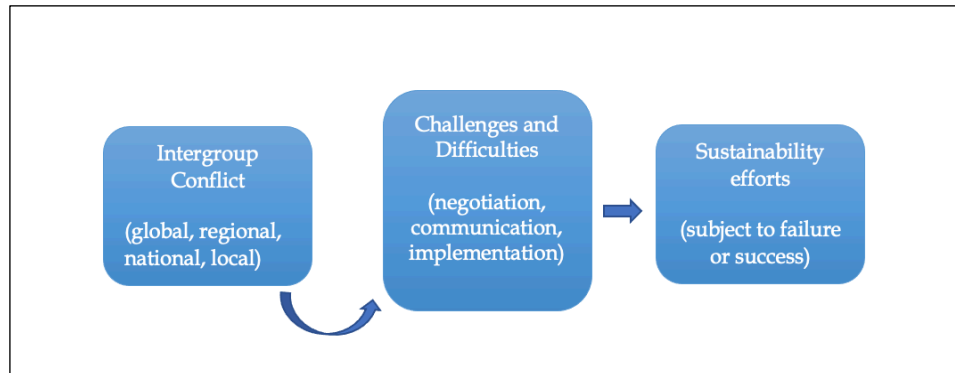 Intergroup
Conflict
(global, regional,
national, local)
Challenges and
Difficulties
(negotiation,
communication,
implementation)
Sustainability
efforts
(subject to failure
or success)